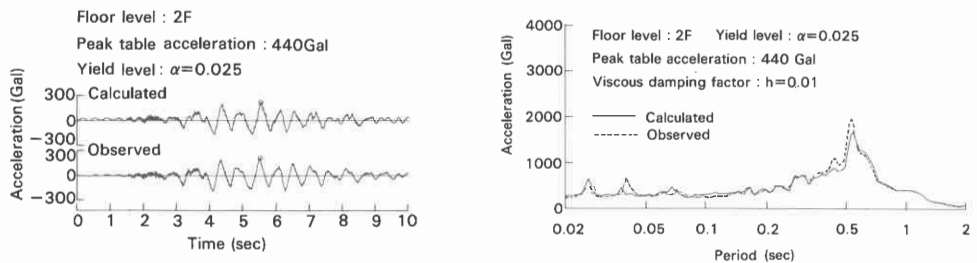 Floor level : 2F
Peak table acceleration : 440Gal
Yield level : α=0.025
Acceleration (Gal)
300
Calculated
0
−300
300
Observed
0
−300
0 1 2 3 4 5 6 7 8 9 10
Time (sec)
Floor level : 2F Yield level : α=0.025
Peak table acceleration : 440 Gal
Viscous damping factor : h=0.01
Calculated
Observed
Acceleration (Gal)
4000
3000
2000
1000
0
0.02 0.05 0.1 0.2 0.5 1 2
Period (sec)